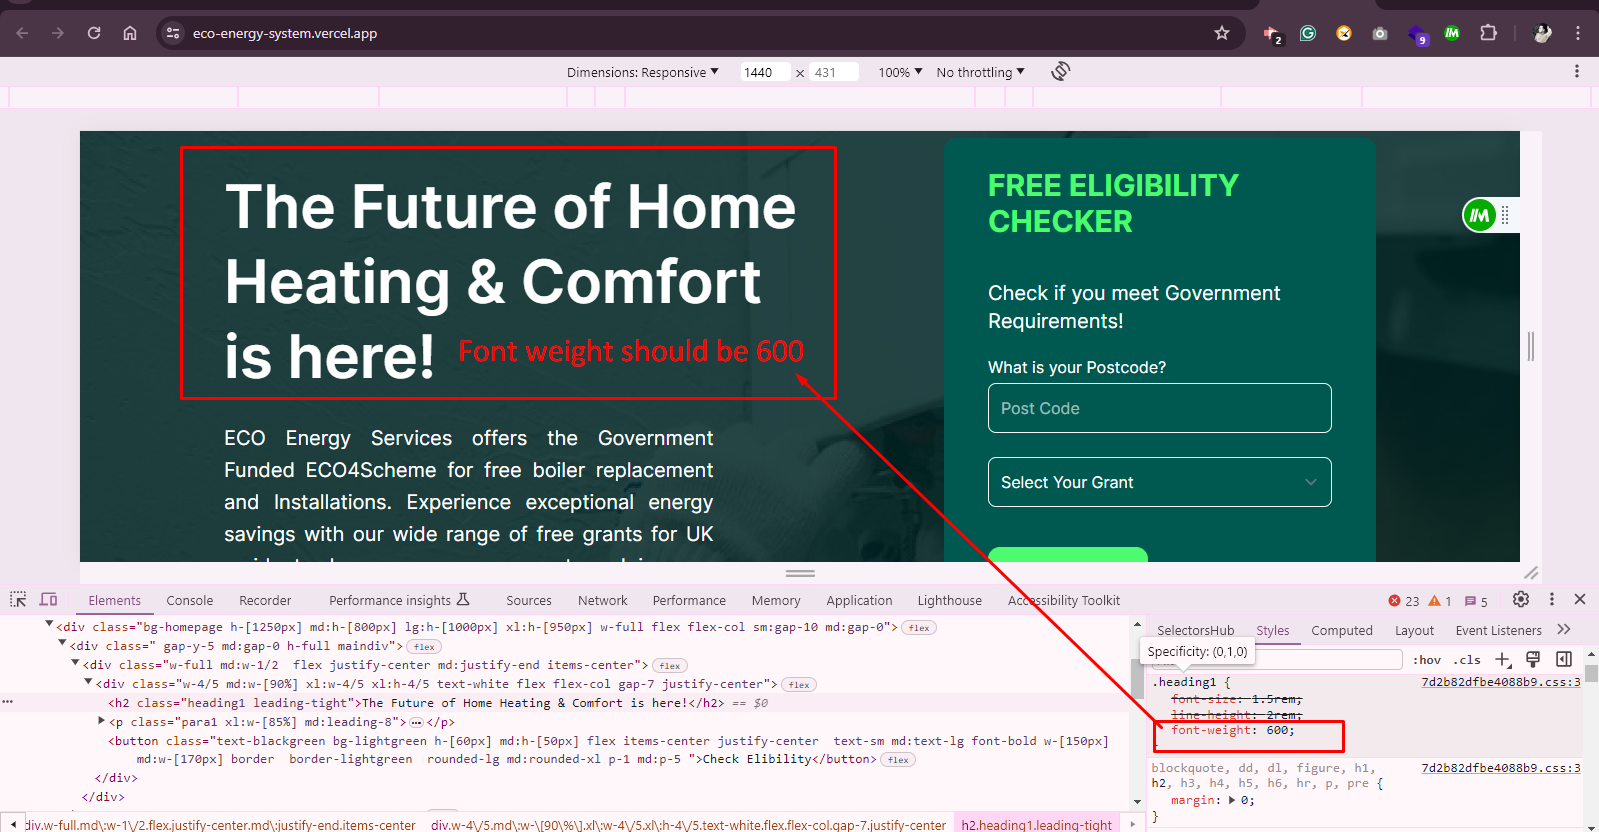 eco-energy-system.vercel.app
2
9
Dimensions: Responsive ▼ 1440 × 431 100% ▼ No throttling ▼
The Future of Home
Heating & Comfort
is here!
Font weight should be 600
ECO Energy Services offers the Government
Funded ECO4Scheme for free boiler replacement
and Installations. Experience exceptional energy
savings with our wide range of free grants for UK
FREE ELIGIBILITY
CHECKER
Check if you meet Government
Requirements!
What is your Postcode?
Post Code
Select Your Grant
Elements Console Recorder Performance insights Sources Network Performance Memory Application Lighthouse Accessibility Toolkit 23 1 5
<div class="bg-homepage h-[1250px] md:h-[800px] lg:h-[1000px] xl:h-[950px] w-full flex flex-col sm:gap-10 md:gap-0"> flex
<div class=" gap-y-5 md:gap-0 h-full maindiv"> flex
<div class="w-full md:w-1/2  flex justify-center md:justify-end items-center"> flex
<div class="w-4/5 md:w-[90%] xl:w-4/5 xl:h-4/5 text-white flex flex-col gap-7 justify-center"> flex
<h2 class="heading1 leading-tight">The Future of Home Heating & Comfort is here!</h2> == $0
<p class="para1 xl:w-[85%] md:leading-8"> … </p>
<button class="text-blackgreen bg-lightgreen h-[60px] md:h-[50px] flex items-center justify-center  text-sm md:text-lg font-bold w-[150px]
md:w-[170px] border  border-lightgreen  rounded-lg md:rounded-xl p-1 md:p-5 ">Check Elibility</button> flex
</div>
</div>
div.w-full.md\:w-1\/2.flex.justify-center.md\:justify-end.items-center div.w-4\/5.md\:w-\[90\%\].xl\:w-4\/5.xl\:h-4\/5.text-white.flex.flex-col.gap-7.justify-center h2.heading1.leading-tight
SelectorsHub Styles Computed Layout Event Listeners
Specificity: (0,1,0)
:hov .cls
.heading1 { 7d2b82dfbe4088b9.css:3
font-size: 1.5rem;
line-height: 2rem;
font-weight: 600;
}
blockquote, dd, dl, figure, h1, 7d2b82dfbe4088b9.css:3
h2, h3, h4, h5, h6, hr, p, pre {
margin: ▶ 0;
}